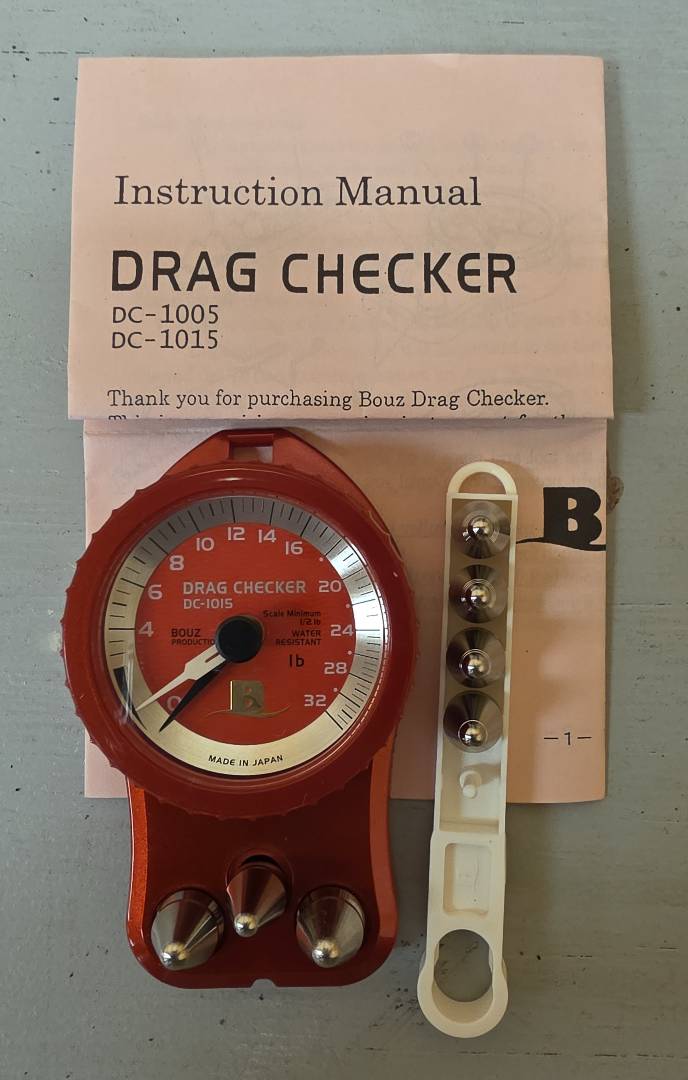 Instruction Manual
DRAG CHECKER
DC-1005
DC-1015
Thank you for purchasing Bouz Drag Checker.
B
10 12 14
8 16
6 20
4 24
28
0 32
DRAG CHECKER
DC-1015
Scale Minimum
1/2 lb
BOUZ WATER
RESISTANT
lb
B
MADE IN JAPAN
-1-